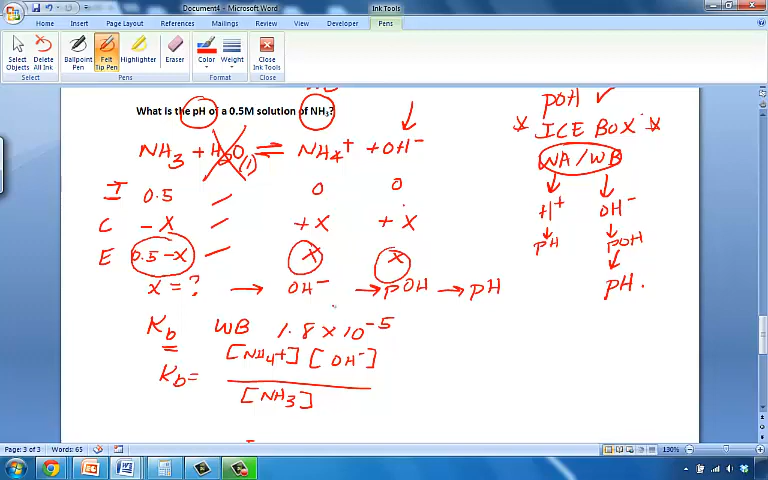 Document4 - Microsoft Word
Ink Tools
Home Insert Page Layout References Mailings Review View Developer Pens
Select Objects
Delete All Ink
Ballpoint Pen
Felt Tip Pen
Highlighter
Eraser
Color
Weight
Close Ink Tools
Select
Pens
Format
Close
What is the pH of a 0.5M solution of NH₃?
NH₃ + H₂O(l) ⇌ NH₄⁺ + OH⁻
I 0.5 / 0 0
C -X / +X +X
E 0.5-X / X X
X = ? → OH⁻ → pOH → pH
Kb WB 1.8 x 10⁻⁵
Kb = [NH₄⁺] [OH⁻]
[NH₃]
pOH ✓
* ICE BOX *
WA/WB
H⁺ OH⁻
pH pOH
pH.
Page: 3 of 3
Words: 65
130%